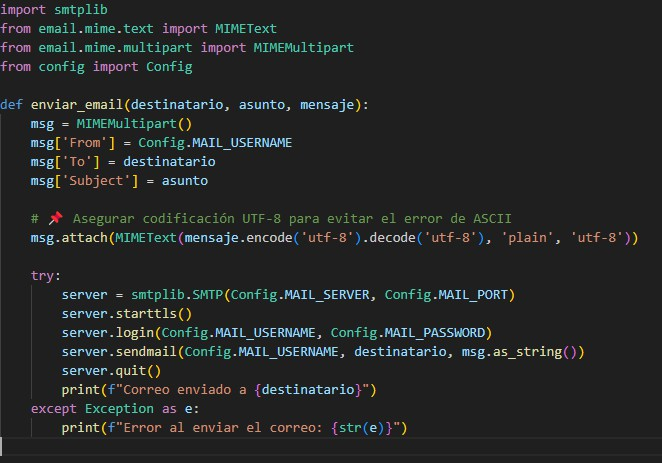 import smtplib
from email.mime.text import MIMEText
from email.mime.multipart import MIMEMultipart
from config import Config

def enviar_email(destinatario, asunto, mensaje):
    msg = MIMEMultipart()
    msg['From'] = Config.MAIL_USERNAME
    msg['To'] = destinatario
    msg['Subject'] = asunto

    # 📌 Asegurar codificación UTF-8 para evitar el error de ASCII
    msg.attach(MIMEText(mensaje.encode('utf-8').decode('utf-8'), 'plain', 'utf-8'))

    try:
        server = smtplib.SMTP(Config.MAIL_SERVER, Config.MAIL_PORT)
        server.starttls()
        server.login(Config.MAIL_USERNAME, Config.MAIL_PASSWORD)
        server.sendmail(Config.MAIL_USERNAME, destinatario, msg.as_string())
        server.quit()
        print(f"Correo enviado a {destinatario}")
    except Exception as e:
        print(f"Error al enviar el correo: {str(e)}")